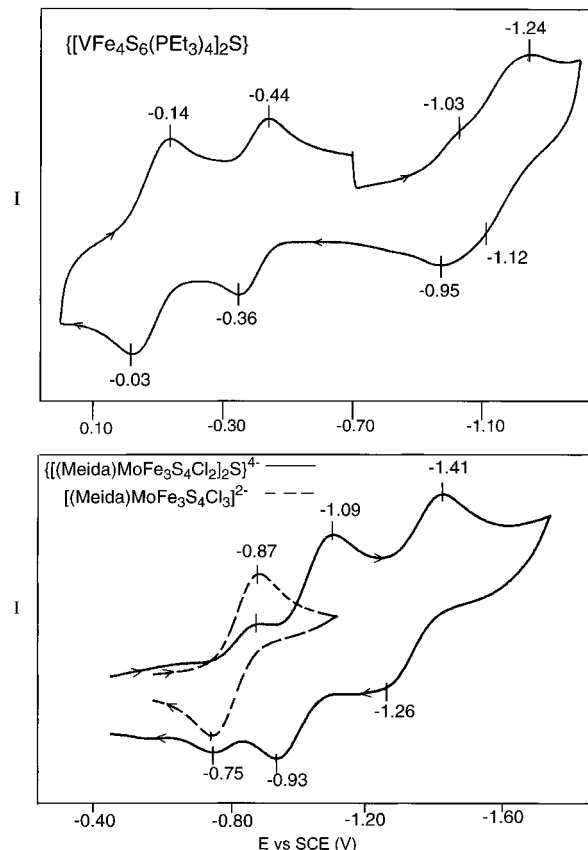 {[VFe₄S₆(PEt₃)₄]₂S}
-1.24
-0.14
-0.44
-1.03
I
-1.12
-0.95
-0.36
-0.03
0.10 -0.30 -0.70 -1.10
{[(Meida)MoFe₃S₄Cl₂]₂S}⁴⁻
[(Meida)MoFe₃S₄Cl₃]²⁻
-1.41
-1.09
-0.87
I
-1.26
-0.75
-0.93
-0.40 -0.80 -1.20 -1.60
E vs SCE (V)